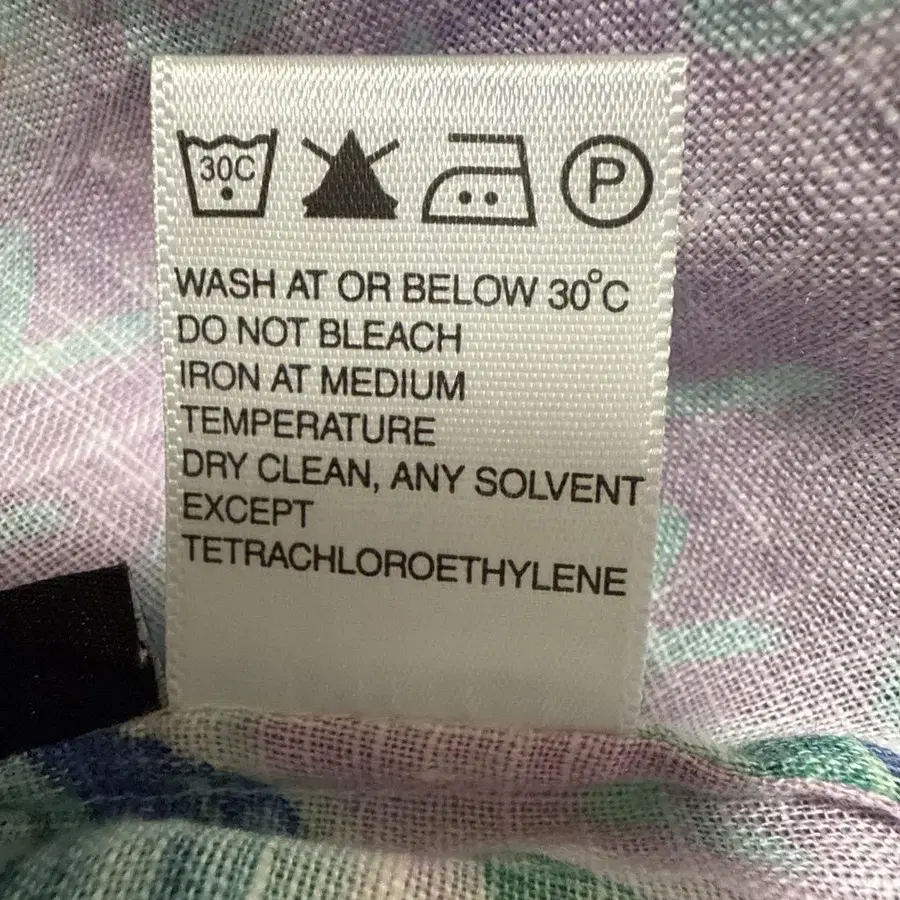 30C
P
WASH AT OR BELOW 30°C
DO NOT BLEACH
IRON AT MEDIUM
TEMPERATURE
DRY CLEAN, ANY SOLVENT
EXCEPT
TETRACHLOROETHYLENE